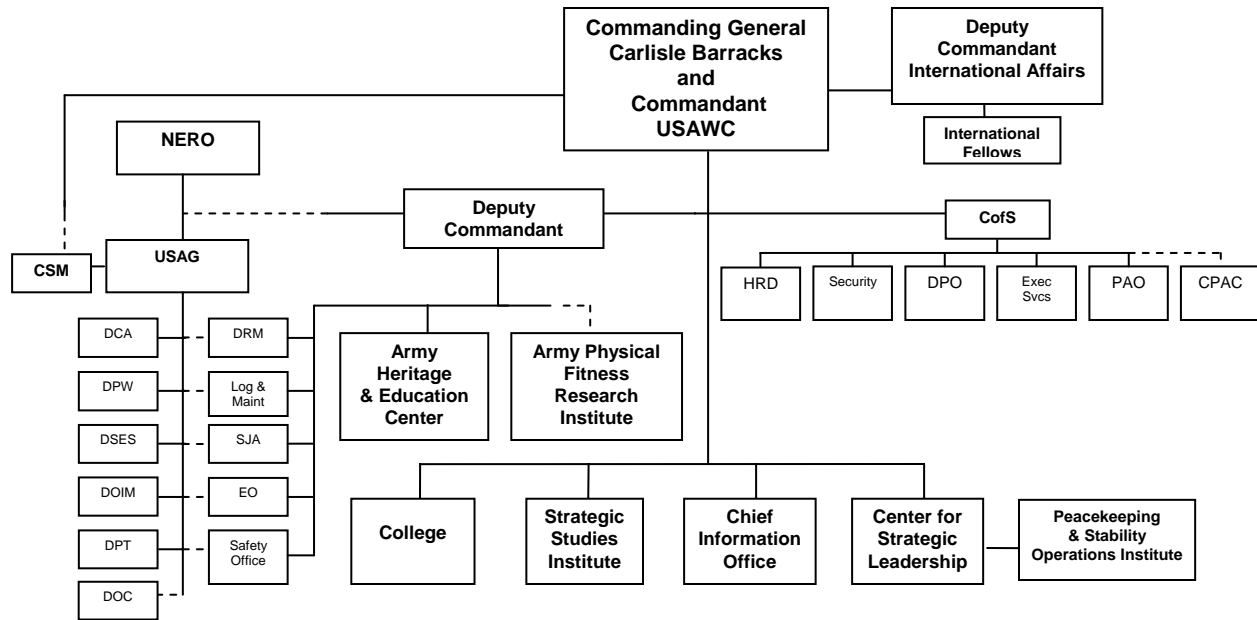 Commanding General
Carlisle Barracks
and
Commandant
USAWC
Deputy
Commandant
International Affairs
International
Fellows
NERO
Deputy
Commandant
CofS
CSM
USAG
HRD
Security
DPO
Exec
Svcs
PAO
CPAC
DCA
DRM
DPW
Log &
Maint
DSES
SJA
DOIM
EO
DPT
Safety
Office
DOC
Army
Heritage
& Education
Center
Army Physical
Fitness
Research
Institute
College
Strategic
Studies
Institute
Chief
Information
Office
Center for
Strategic
Leadership
Peacekeeping
& Stability
Operations Institute